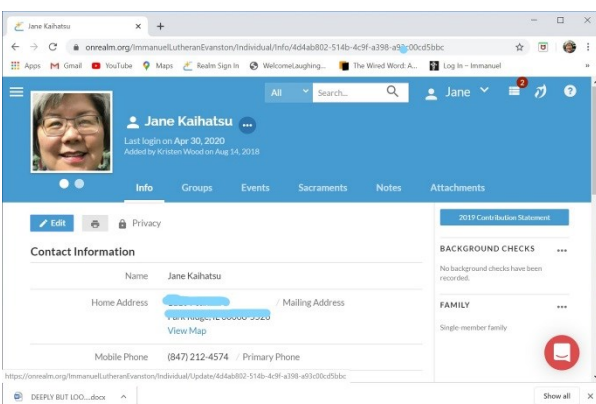 Jane Kaihatsu
onrealm.org/ImmanuelLutheranEvanston/Individual/Info/4d4ab802-514b-4c9f-a398-a93c00cd5bbc
Apps M Gmail YouTube Maps Realm Sign In WelcomeLaughing... The Wired Word: A... Log In – Immanuel »
All Search... Jane 2
Jane Kaihatsu
Last login on Apr 30, 2020
Added by Kristen Wood on Aug 14, 2018
Info Groups Events Sacraments Notes Attachments
Edit Privacy
2019 Contribution Statement
Contact Information
BACKGROUND CHECKS
No background checks have been
recorded.
Name Jane Kaihatsu
Home Address / Mailing Address
View Map
FAMILY
Single-member family
Mobile Phone (847) 212-4574 / Primary Phone
https://onrealm.org/ImmanuelLutheranEvanston/Individual/Update/4d4ab802-514b-4c9f-a398-a93c00cd5bbc
DEEPLY BUT LOO....docx Show all